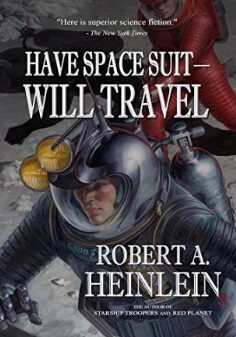 "Here is superior science fiction."
- The New York Times
HAVE SPACE SUIT—
WILL TRAVEL
ROBERT A.
HEINLEIN
THE AUTHOR OF
STARSHIP TROOPERS AND RED PLANET